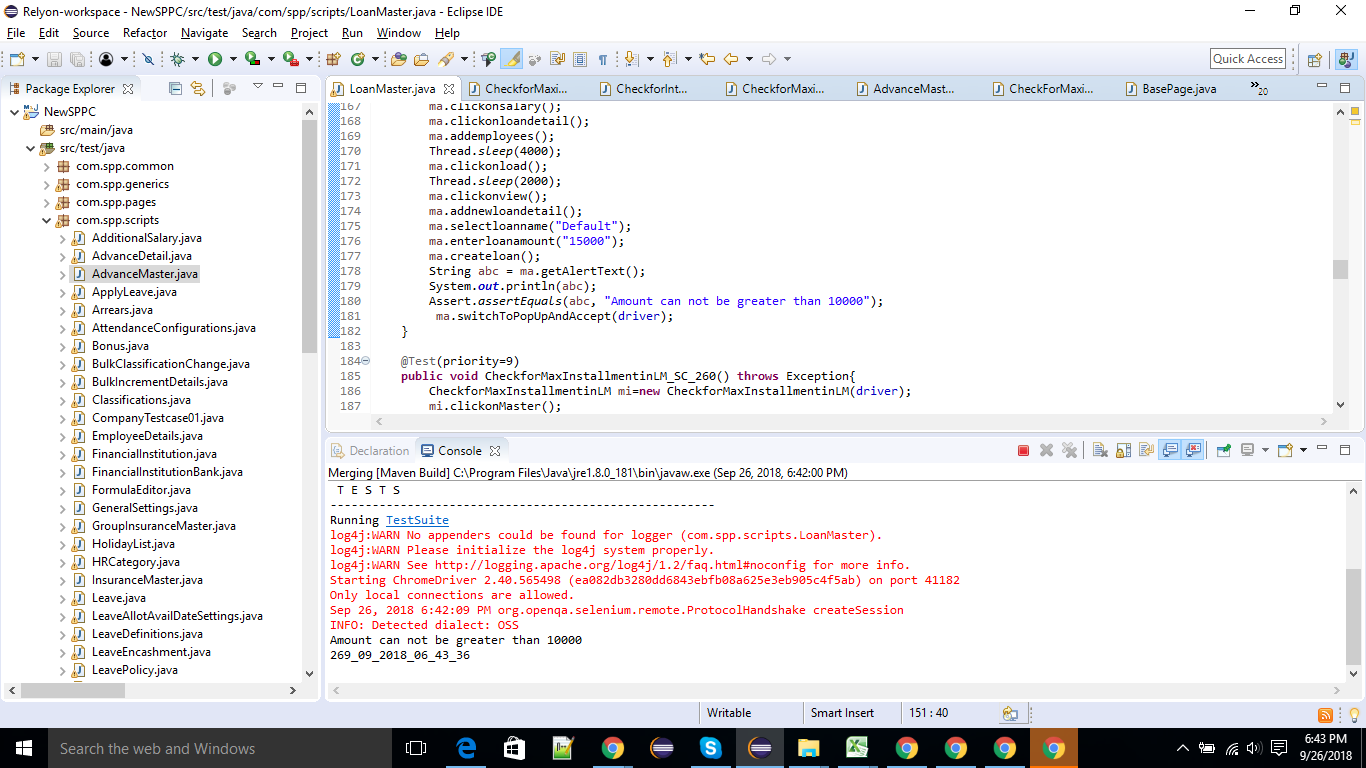 Relyon-workspace - NewSPPC/src/test/java/com/spp/scripts/LoanMaster.java - Eclipse IDE
File Edit Source Refactor Navigate Search Project Run Window Help
Quick Access
Package Explorer
NewSPPC
src/main/java
src/test/java
com.spp.common
com.spp.generics
com.spp.pages
com.spp.scripts
AdditionalSalary.java
AdvanceDetail.java
AdvanceMaster.java
ApplyLeave.java
Arrears.java
AttendanceConfigurations.java
Bonus.java
BulkClassificationChange.java
BulkIncrementDetails.java
Classifications.java
CompanyTestcase01.java
EmployeeDetails.java
FinancialInstitution.java
FinancialInstitutionBank.java
FormulaEditor.java
GeneralSettings.java
GroupInsuranceMaster.java
HolidayList.java
HRCategory.java
InsuranceMaster.java
Leave.java
LeaveAllotAvailDateSettings.java
LeaveDefinitions.java
LeaveEncashment.java
LeavePolicy.java
LoanMaster.java CheckforMaxi... CheckforInt... CheckforMaxi... AdvanceMast... CheckForMaxi... BasePage.java »20
167 ma.clickonsalary();
168 ma.clickonloandetail();
169 ma.addemployees();
170 Thread.sleep(4000);
171 ma.clickonload();
172 Thread.sleep(2000);
173 ma.clickonview();
174 ma.addnewloandetail();
175 ma.selectloanname("Default");
176 ma.enterloanamount("15000");
177 ma.createloan();
178 String abc = ma.getAlertText();
179 System.out.println(abc);
180 Assert.assertEquals(abc, "Amount can not be greater than 10000");
181 ma.switchToPopUpAndAccept(driver);
182 }
183
184 @Test(priority=9)
185 public void CheckforMaxInstallmentinLM_SC_260() throws Exception{
186 CheckforMaxInstallmentinLM mi=new CheckforMaxInstallmentinLM(driver);
187 mi.clickonMaster();
Declaration Console
Merging [Maven Build] C:\Program Files\Java\jre1.8.0_181\bin\javaw.exe (Sep 26, 2018, 6:42:00 PM)
T E S T S
-------------------------------------------------------
Running TestSuite
log4j:WARN No appenders could be found for logger (com.spp.scripts.LoanMaster).
log4j:WARN Please initialize the log4j system properly.
log4j:WARN See http://logging.apache.org/log4j/1.2/faq.html#noconfig for more info.
Starting ChromeDriver 2.40.565498 (ea082db3280dd6843ebfb08a625e3eb905c4f5ab) on port 41182
Only local connections are allowed.
Sep 26, 2018 6:42:09 PM org.openqa.selenium.remote.ProtocolHandshake createSession
INFO: Detected dialect: OSS
Amount can not be greater than 10000
269_09_2018_06_43_36
Writable Smart Insert 151 : 40
Search the web and Windows
6:43 PM
9/26/2018